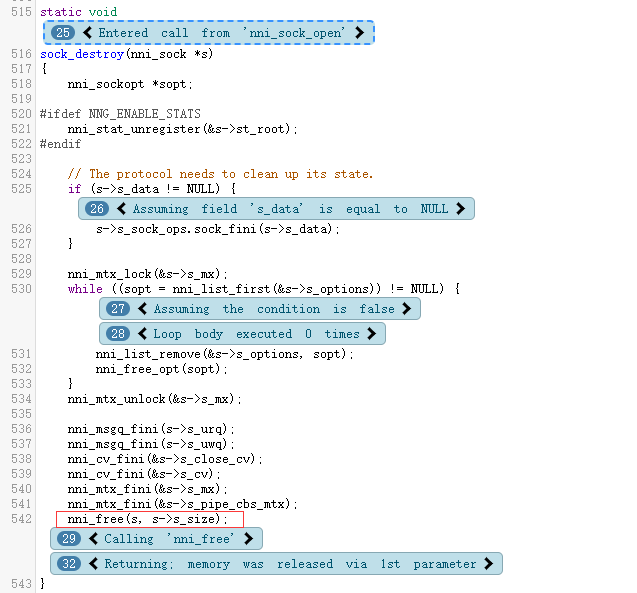 515 static void
25 Entered call from 'nni_sock_open'
516 sock_destroy(nni_sock *s)
517 {
518 nni_sockopt *sopt;
519
520 #ifdef NNG_ENABLE_STATS
521 nni_stat_unregister(&s->st_root);
522 #endif
523
524 // The protocol needs to clean up its state.
525 if (s->s_data != NULL) {
26 Assuming field 's_data' is equal to NULL
526 s->s_sock_ops.sock_fini(s->s_data);
527 }
528
529 nni_mtx_lock(&s->s_mx);
530 while ((sopt = nni_list_first(&s->s_options)) != NULL) {
27 Assuming the condition is false
28 Loop body executed 0 times
531 nni_list_remove(&s->s_options, sopt);
532 nni_free_opt(sopt);
533 }
534 nni_mtx_unlock(&s->s_mx);
535
536 nni_msgq_fini(s->s_urq);
537 nni_msgq_fini(s->s_uwq);
538 nni_cv_fini(&s->s_close_cv);
539 nni_cv_fini(&s->s_cv);
540 nni_mtx_fini(&s->s_mx);
541 nni_mtx_fini(&s->s_pipe_cbs_mtx);
542 nni_free(s, s->s_size);
29 Calling 'nni_free'
32 Returning; memory was released via 1st parameter
543 }